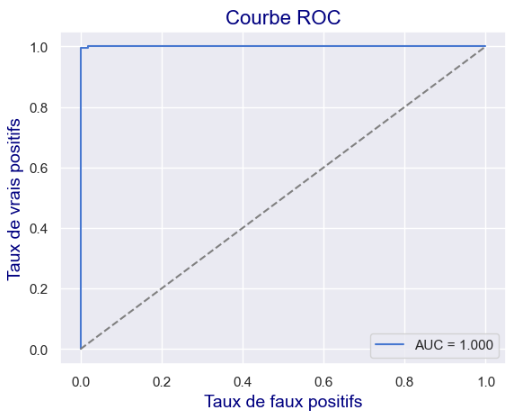 Courbe ROC
Taux de vrais positifs
1.0
0.8
0.6
0.4
0.2
0.0
0.0 0.2 0.4 0.6 0.8 1.0
Taux de faux positifs
AUC = 1.000